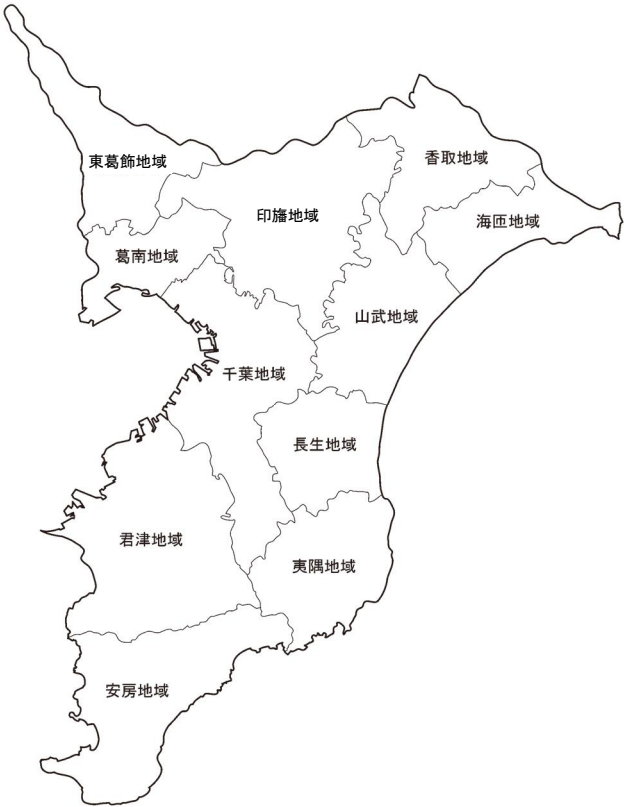 東葛飾地域
香取地域
印旛地域
海匝地域
葛南地域
山武地域
千葉地域
長生地域
君津地域
夷隅地域
安房地域